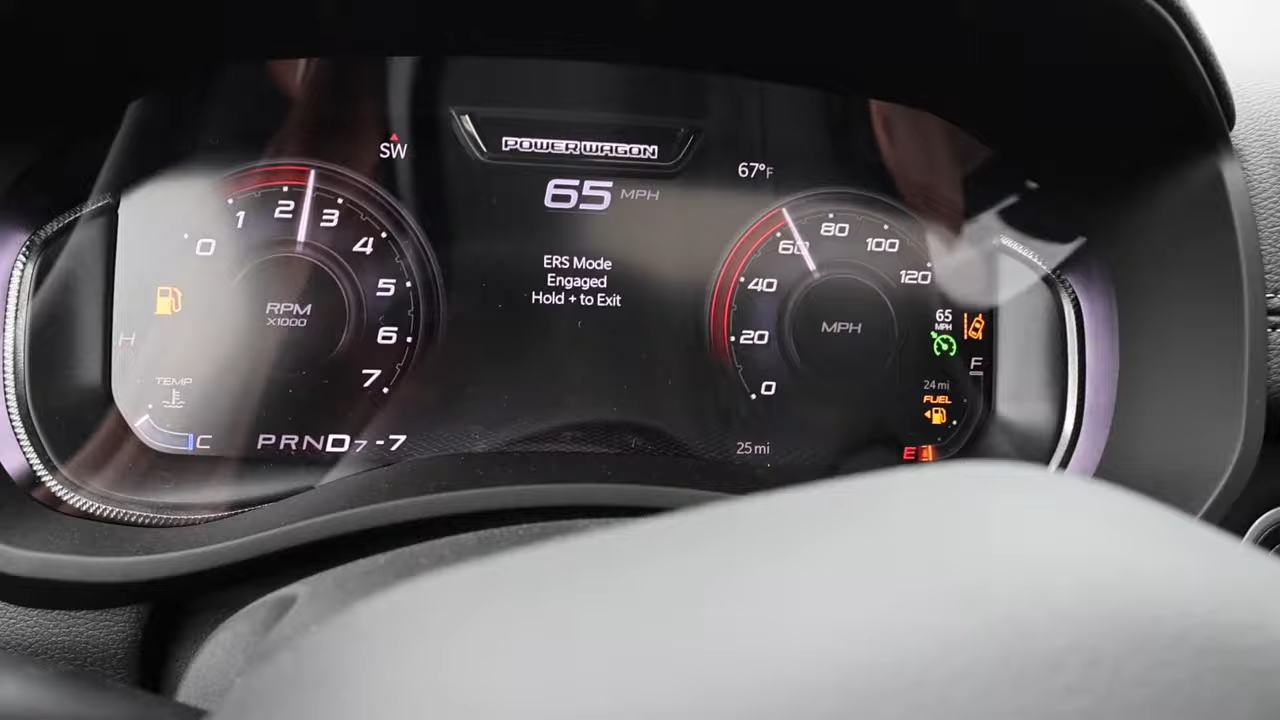 SW
POWER WAGON
67°F
65 MPH
ERS Mode
Engaged
Hold + to Exit
0
1
2
3
4
5
6
7
RPM
X1000
H
TEMP
C
PRND7 -7
0
20
40
60
80
100
120
MPH
65
MPH
F
24 mi
FUEL
E
25 mi